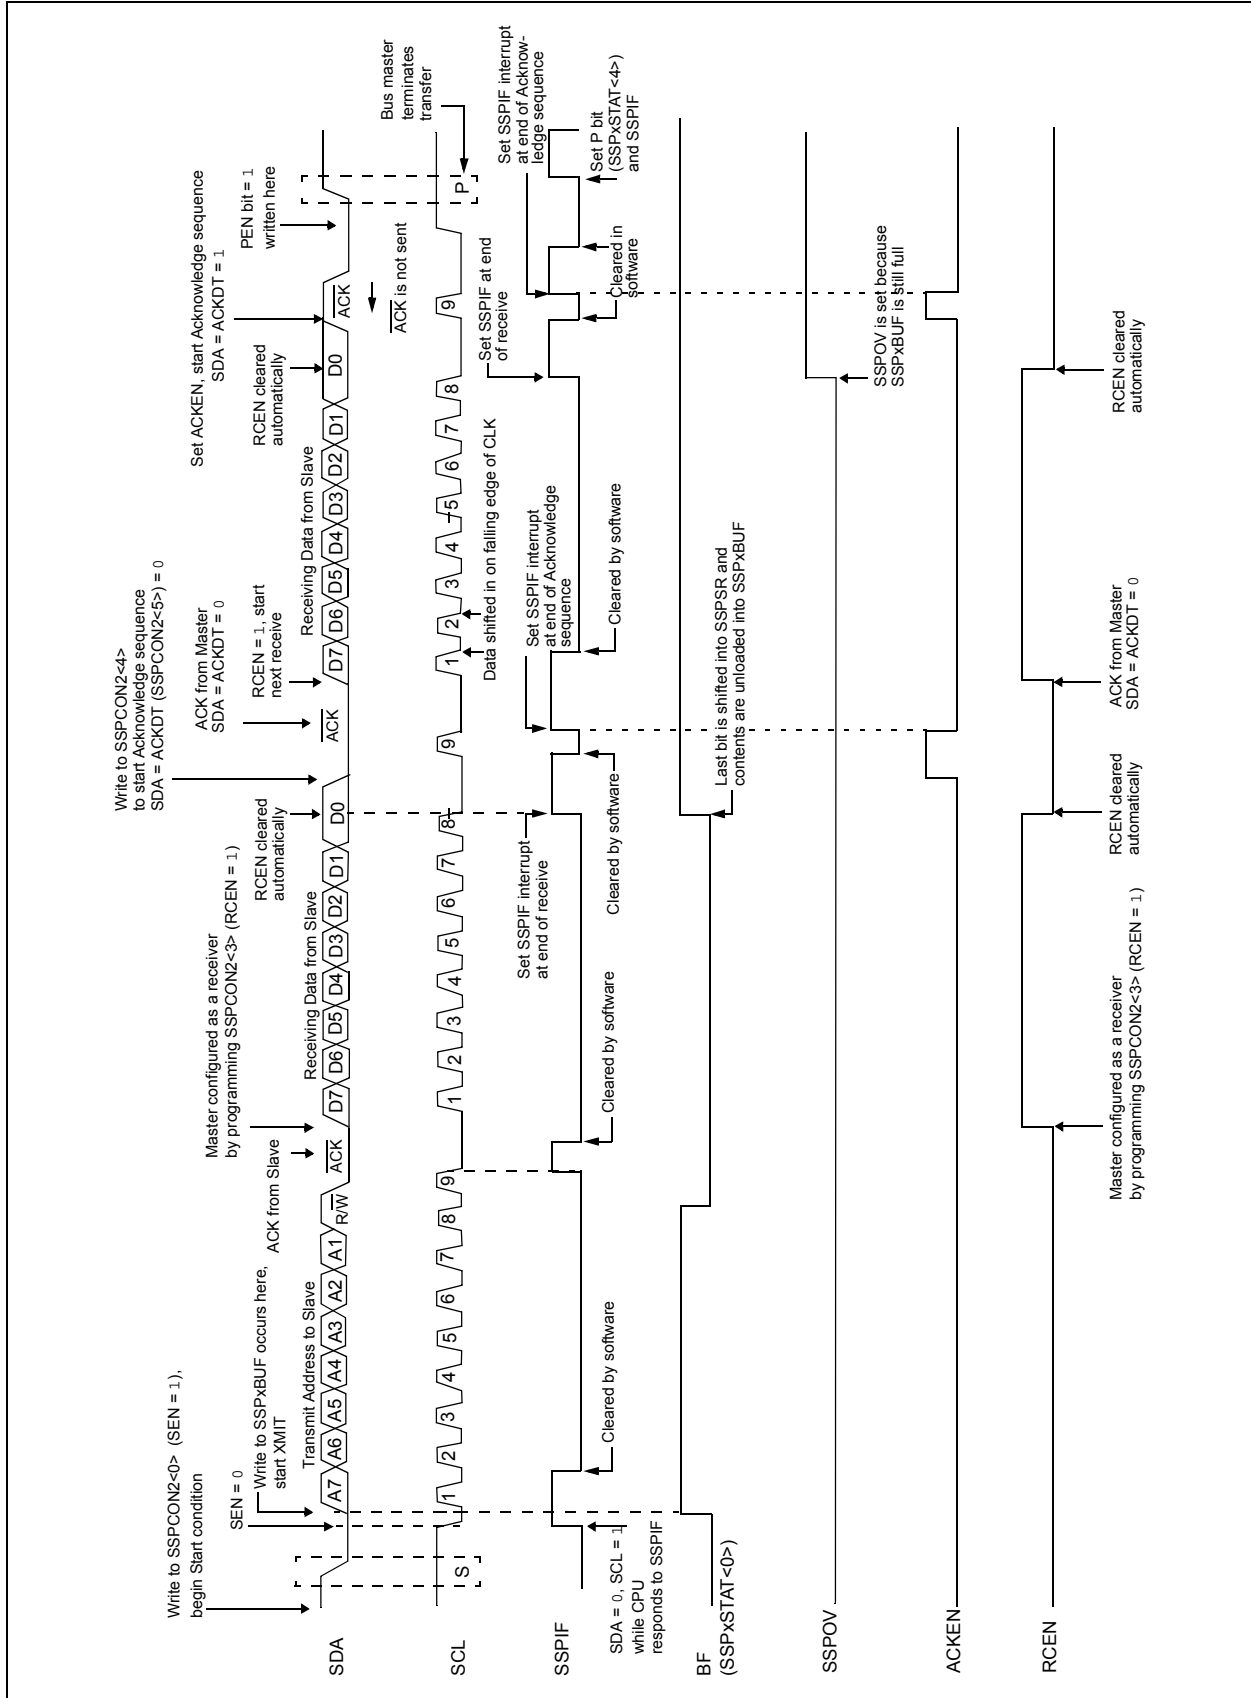 Write to SSPCON2<0> (SEN = 1),
begin Start condition
SEN = 0
Write to SSPxBUF occurs here,
start XMIT
ACK from Slave
Master configured as a receiver
by programming SSPCON2<3> (RCEN = 1)
RCEN cleared
automatically
Write to SSPCON2<4>
to start Acknowledge sequence
SDA = ACKDT (SSPCON2<5>) = 0
ACK from Master
SDA = ACKDT = 0
RCEN = 1, start
next receive
RCEN cleared
automatically
Set ACKEN, start Acknowledge sequence
SDA = ACKDT = 1
PEN bit = 1
written here
Transmit Address to Slave
Receiving Data from Slave
Receiving Data from Slave
SDA
A7 A6 A5 A4 A3 A2 A1 R/W ACK D7 D6 D5 D4 D3 D2 D1 D0 ACK D7 D6 D5 D4 D3 D2 D1 D0 ACK
ACK is not sent
Bus master
terminates
transfer
SCL
S 1 2 3 4 5 6 7 8 9 1 2 3 4 5 6 7 8 9 1 2 3 4 5 6 7 8 9 P
Data shifted in on falling edge of CLK
Set SSPIF interrupt
at end of receive
Set SSPIF interrupt
at end of Acknowledge
sequence
Set SSPIF at end
of receive
Set SSPIF interrupt
at end of Acknow-
ledge sequence
SSPIF
SDA = 0, SCL = 1
while CPU
responds to SSPIF
Cleared by software
Cleared by software
Cleared by software
Cleared by software
Cleared in
software
Set P bit
(SSPxSTAT<4>)
and SSPIF
BF
(SSPxSTAT<0>)
Last bit is shifted into SSPSR and
contents are unloaded into SSPxBUF
SSPOV
SSPOV is set because
SSPxBUF is still full
ACKEN
RCEN
Master configured as a receiver
by programming SSPCON2<3> (RCEN = 1)
RCEN cleared
automatically
ACK from Master
SDA = ACKDT = 0
RCEN cleared
automatically